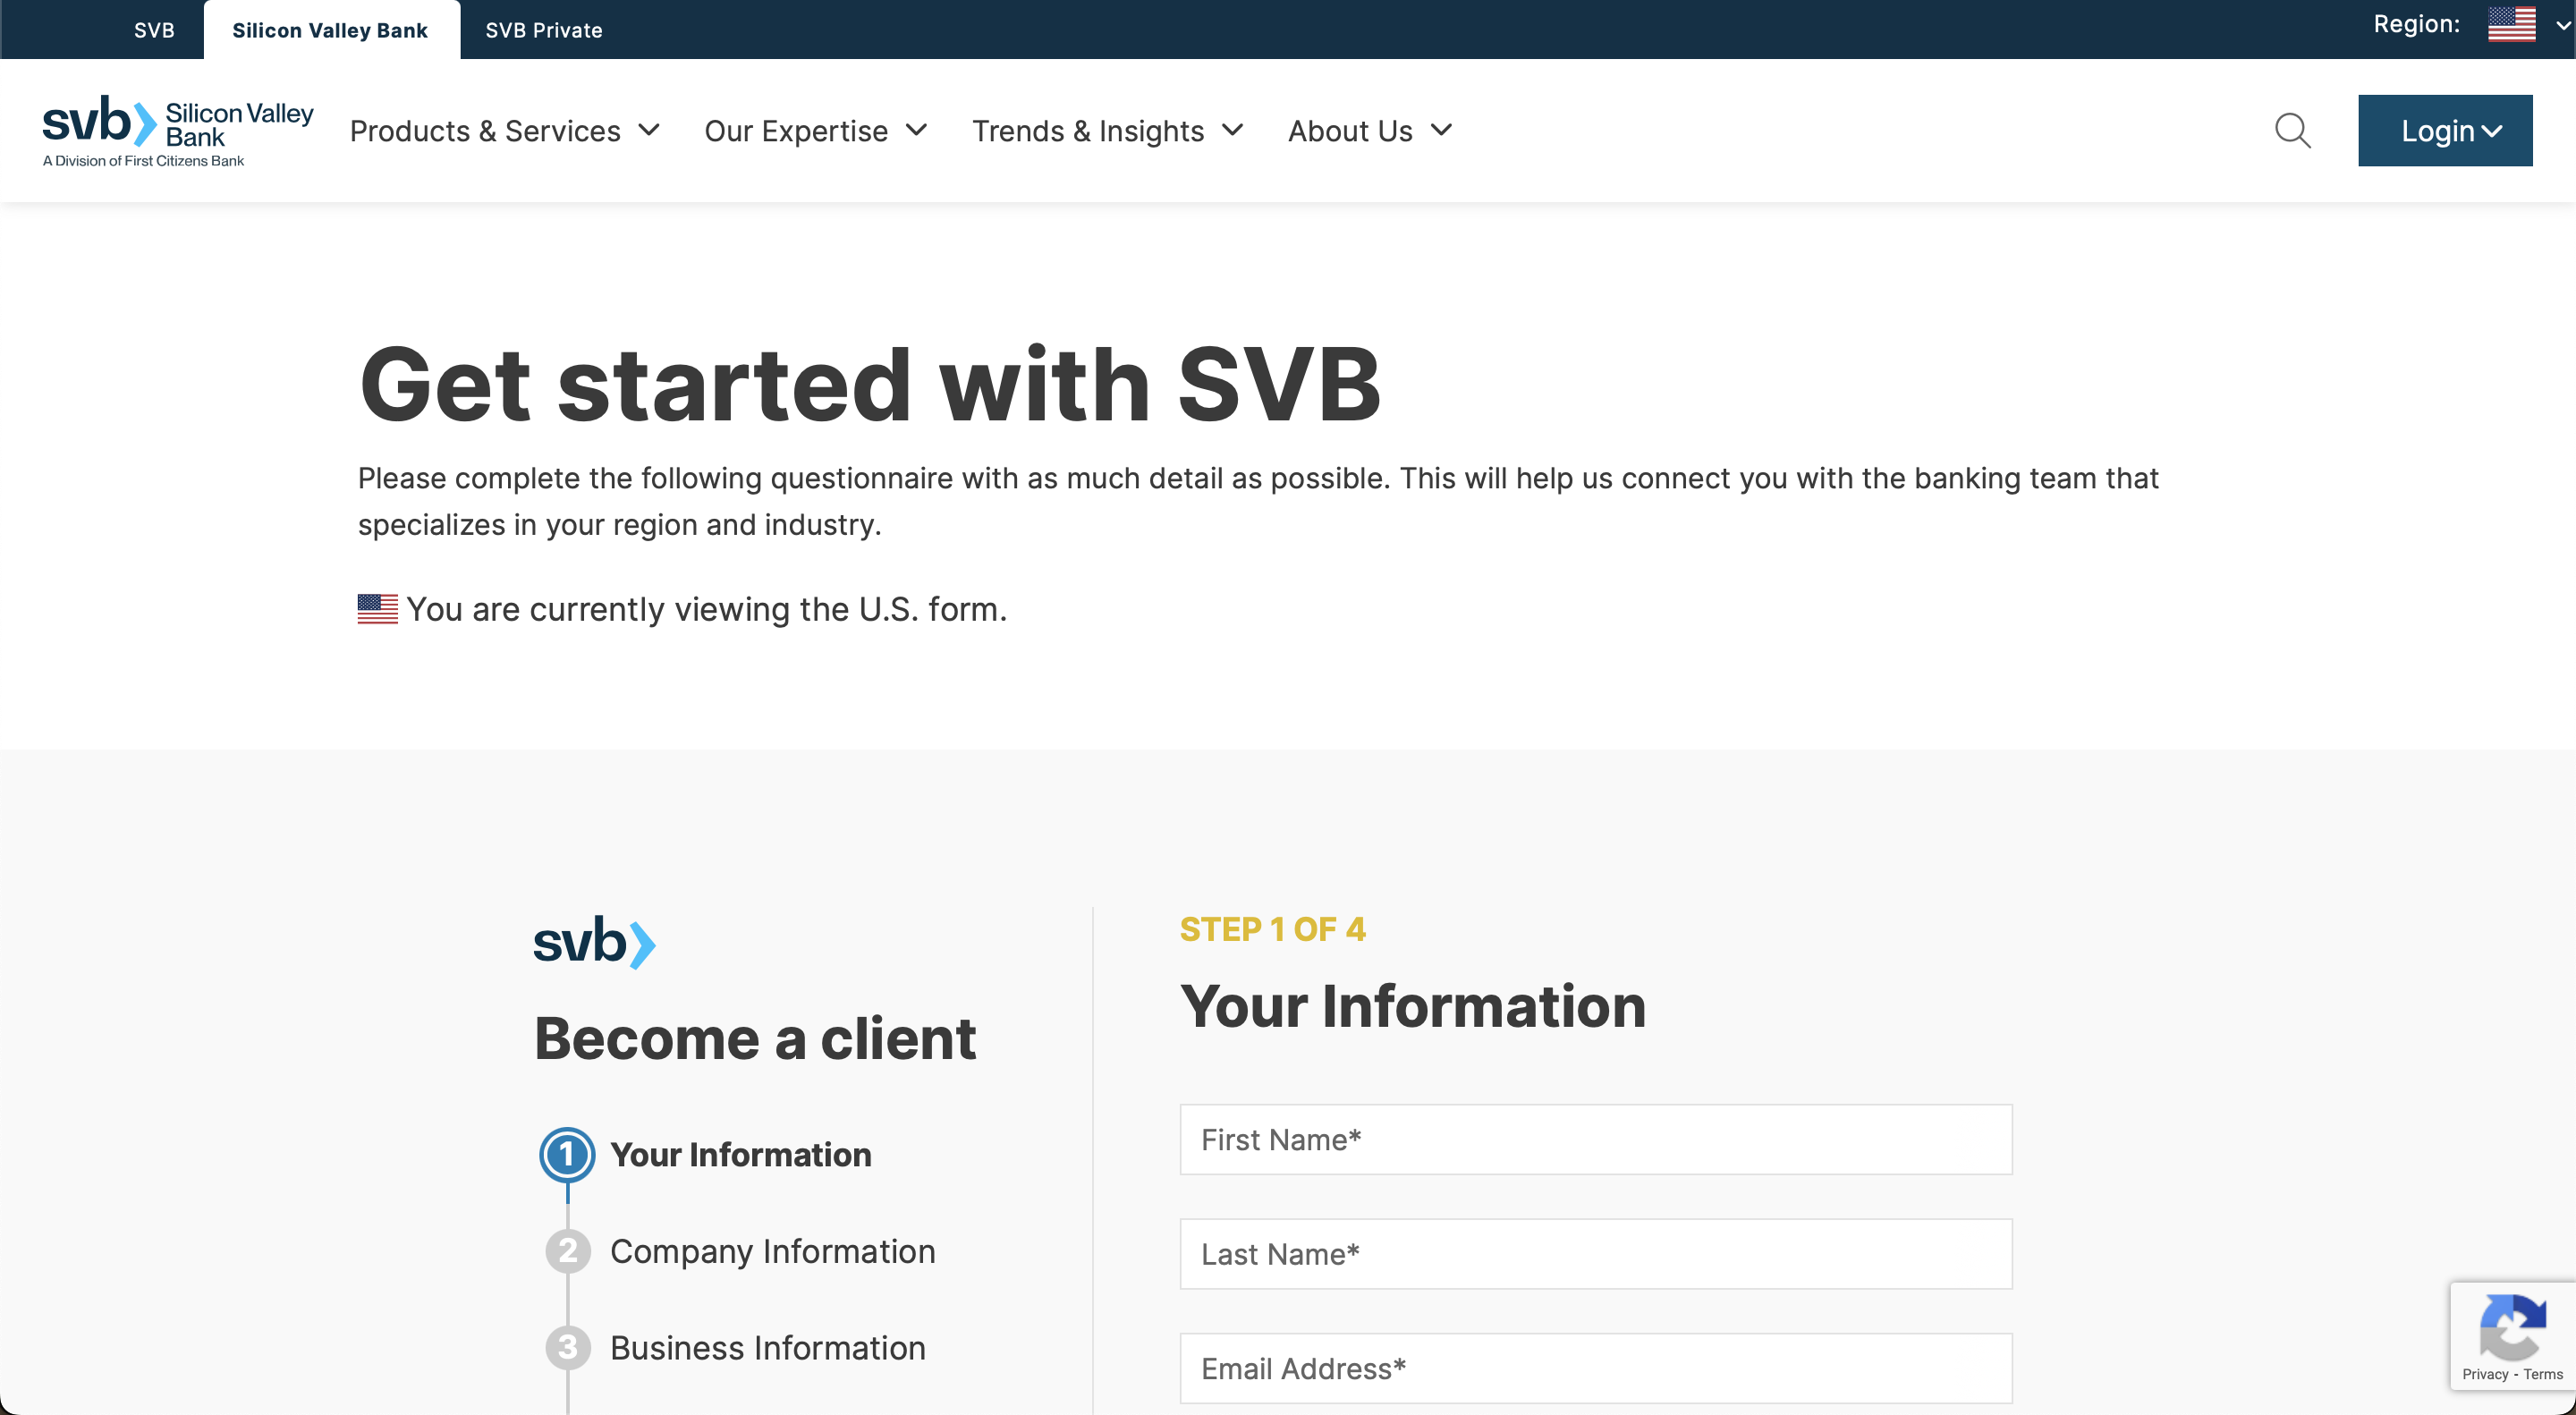 SVB
Silicon Valley Bank
SVB Private
Region:
svb Silicon Valley
Bank
A Division of First Citizens Bank
Products & Services
Our Expertise
Trends & Insights
About Us
Login
Get started with SVB
Please complete the following questionnaire with as much detail as possible. This will help us connect you with the banking team that
specializes in your region and industry.
You are currently viewing the U.S. form.
svb
Become a client
1 Your Information
2 Company Information
3 Business Information
STEP 1 OF 4
Your Information
First Name*
Last Name*
Email Address*
Privacy - Terms